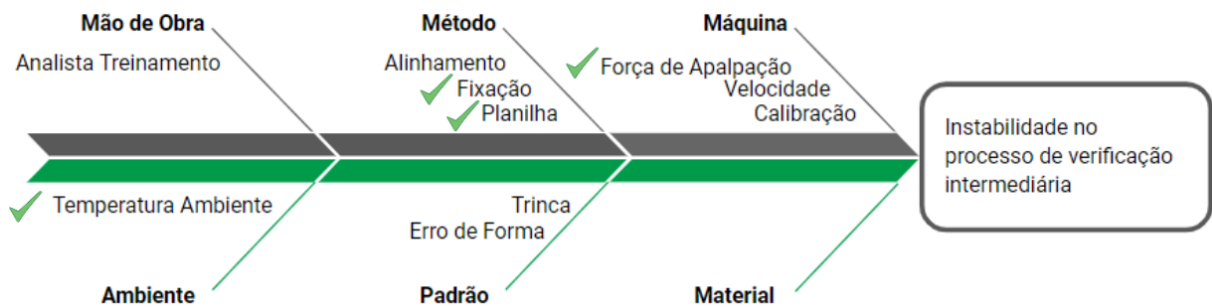 Mão de Obra
Método
Máquina
Analista Treinamento
Alinhamento
Fixação
Planilha
Força de Apalpação
Velocidade
Calibração
Instabilidade no
processo de verificação
intermediária
Temperatura Ambiente
Trinca
Erro de Forma
Ambiente
Padrão
Material